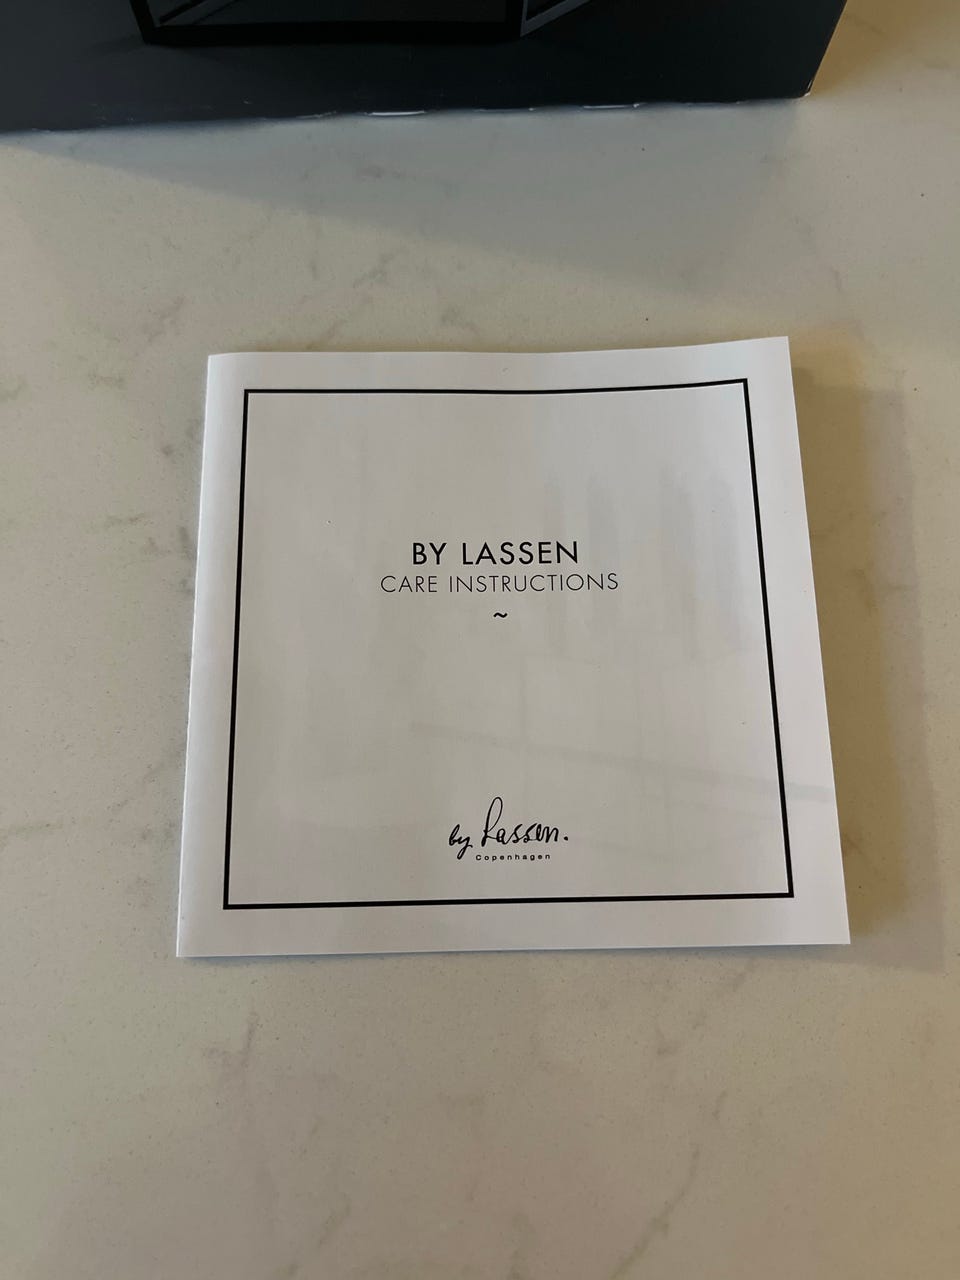 BY LASSEN
CARE INSTRUCTIONS
~
by Lassen.
Copenhagen